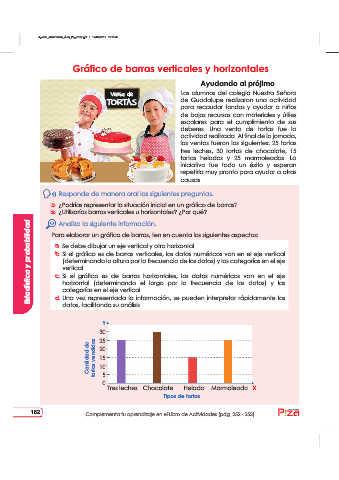 Gráfico de barras verticales y horizontales
Venta de
TORTAS
Ayudando al prójimo
Los alumnos del colegio Nuestra Señora
de Guadalupe realizaron una actividad
para recaudar fondos y ayudar a niños
de bajos recursos con materiales y útiles
escolares para el cumplimiento de sus
deberes. Una venta de tortas fue la
actividad realizada. Al final de la jornada,
las ventas fueron las siguientes: 25 tortas
tres leches, 30 tortas de chocolate, 15
tortas heladas y 25 marmoleadas. La
iniciativa fue todo un éxito y esperan
repetirla muy pronto para ayudar a otras
causas.
Responde de manera oral las siguientes preguntas.
a. ¿Podrías representar la situación inicial en un gráfico de barras?
b. ¿Utilizarías barras verticales u horizontales? ¿Por qué?
Analiza la siguiente información.
Para elaborar un gráfico de barras, ten en cuenta los siguientes aspectos:
a. Se debe dibujar un eje vertical y otro horizontal
b. Si el gráfico es de barras verticales, los datos numéricos van en el eje vertical
(determinando la altura por la frecuencia de los datos) y las categorías en el eje
vertical
c. Si el gráfico es de barras horizontales, los datos numéricos van en el eje
horizontal (determinando el largo por la frecuencia de los datos) y las
categorías en el eje vertical
d. Una vez representada la información, se pueden interpretar rápidamente los
datos, facilitando su análisis
Estadística y probabilidad
Y
Cantidad de
tortas vendidas
30
25
20
15
10
5
0
Tres leches Chocolate Helada Marmoleada X
Tipos de tortas
182
Complementa tu aprendizaje en el Libro de Actividades (pág. 252 - 253)